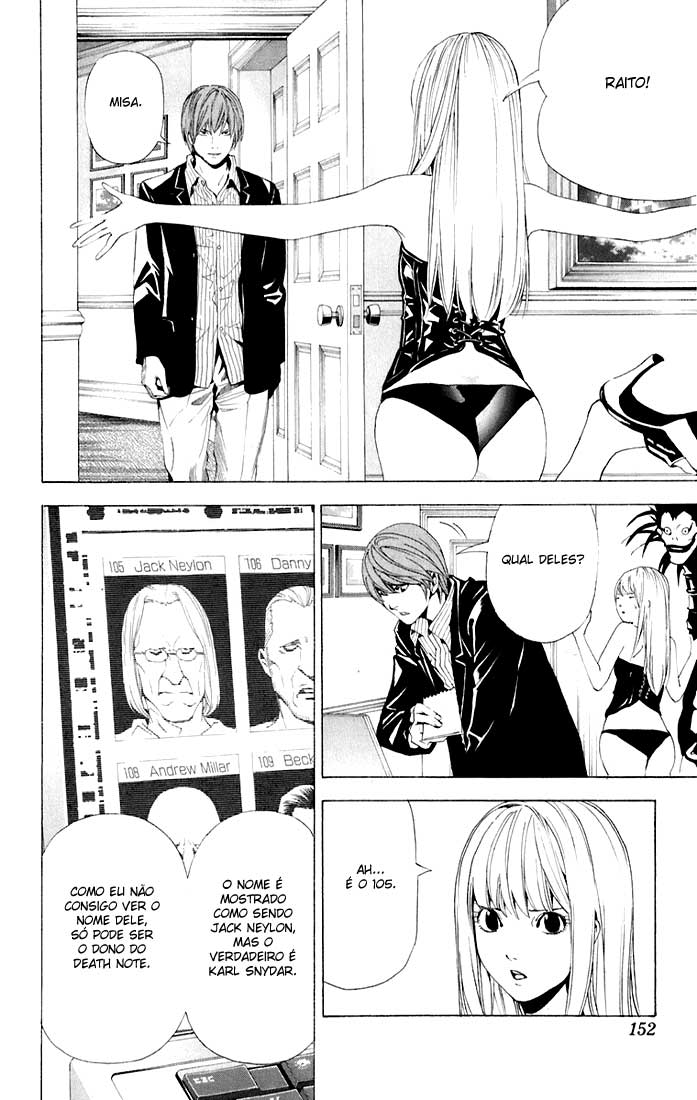 RAITO!
MISA.
QUAL DELES?
AH...
É O 105.
105 Jack Neylon
106 Danny
108 Andrew Millar
109 Beck
O NOME É
MOSTRADO
COMO SENDO
JACK NEYLON,
MAS O
VERDADEIRO É
KARL SNYDAR.
COMO EU NÃO
CONSIGO VER O
NOME DELE,
SÓ PODE SER
O DONO DO
DEATH NOTE.
152